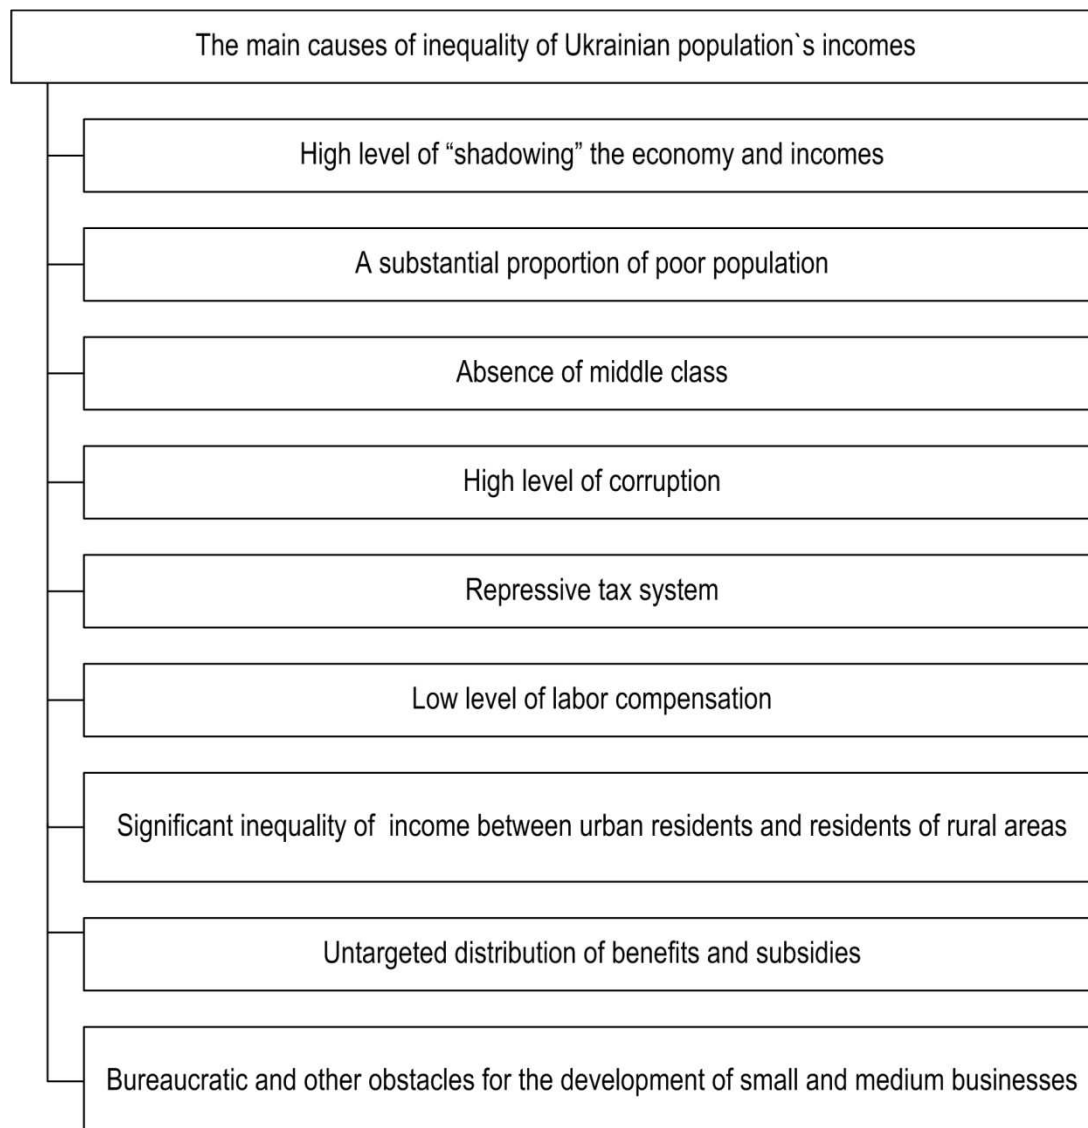 The main causes of inequality of Ukrainian population`s incomes
High level of “shadowing” the economy and incomes
A substantial proportion of poor population
Absence of middle class
High level of corruption
Repressive tax system
Low level of labor compensation
Significant inequality of  income between urban residents and residents of rural areas
Untargeted distribution of benefits and subsidies
Bureaucratic and other obstacles for the development of small and medium businesses